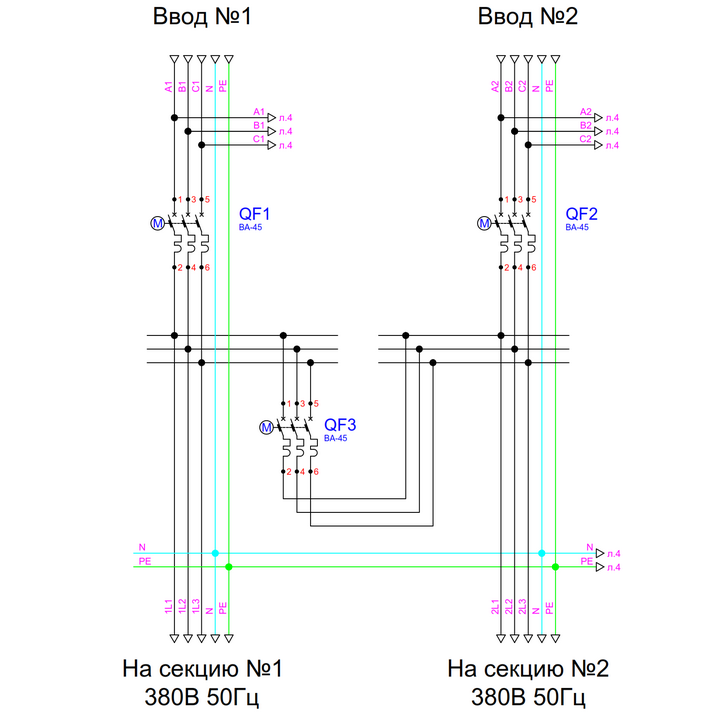 Ввод №1
Ввод №2
A1 B1 C1 N PE
A2 B2 C2 N PE
A1 л.4
B1 л.4
C1 л.4
A2 л.4
B2 л.4
C2 л.4
1 3 5
M
QF1
ВА-45
2 4 6
1 3 5
M
QF2
ВА-45
2 4 6
1 3 5
M
QF3
ВА-45
2 4 6
N
PE
N л.4
PE л.4
1L1 1L2 1L3 N PE
2L1 2L2 2L3 N PE
На секцию №1
380В 50Гц
На секцию №2
380В 50Гц